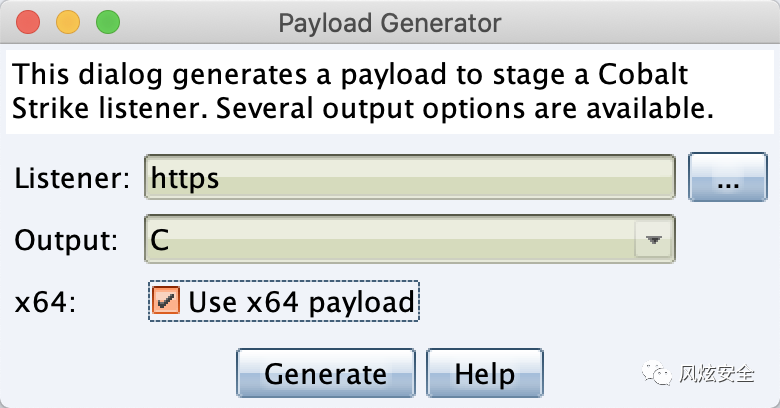 Payload Generator
This dialog generates a payload to stage a Cobalt
Strike listener. Several output options are available.
Listener: https ...
Output: C
x64: Use x64 payload
Generate Help
风炫安全